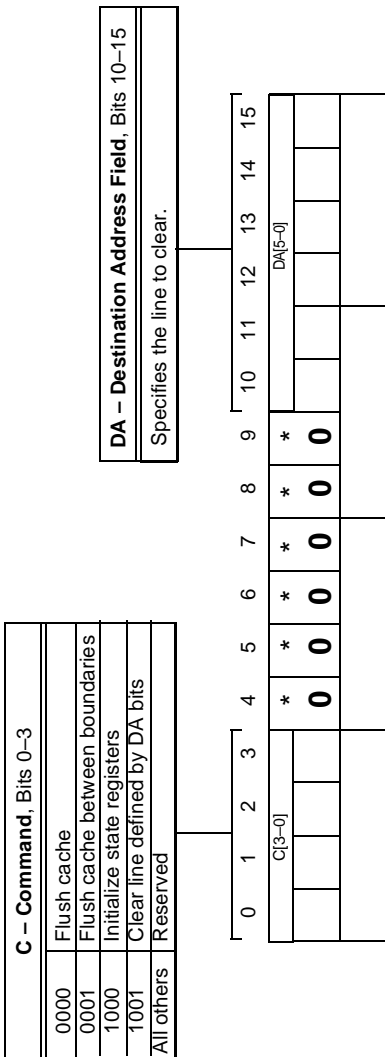 C – Command, Bits 0–3
0000 Flush cache
0001 Flush cache between boundaries
1000 Initialize state registers
1001 Clear line defined by DA bits
All others Reserved
DA – Destination Address Field, Bits 10–15
Specifies the line to clear.
0 1 2 3 4 5 6 7 8 9 10 11 12 13 14 15
C[3–0] * * * * * * DA[5–0]
0 0 0 0 0 0